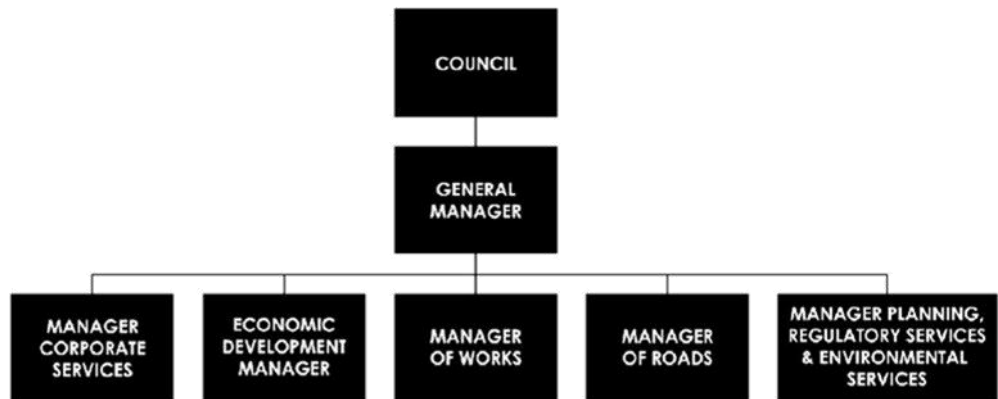 COUNCIL
GENERAL
MANAGER
MANAGER
CORPORATE
SERVICES
ECONOMIC
DEVELOPMENT
MANAGER
MANAGER
OF WORKS
MANAGER
OF ROADS
MANAGER PLANNING,
REGULATORY SERVICES
& ENVIRONMENTAL
SERVICES